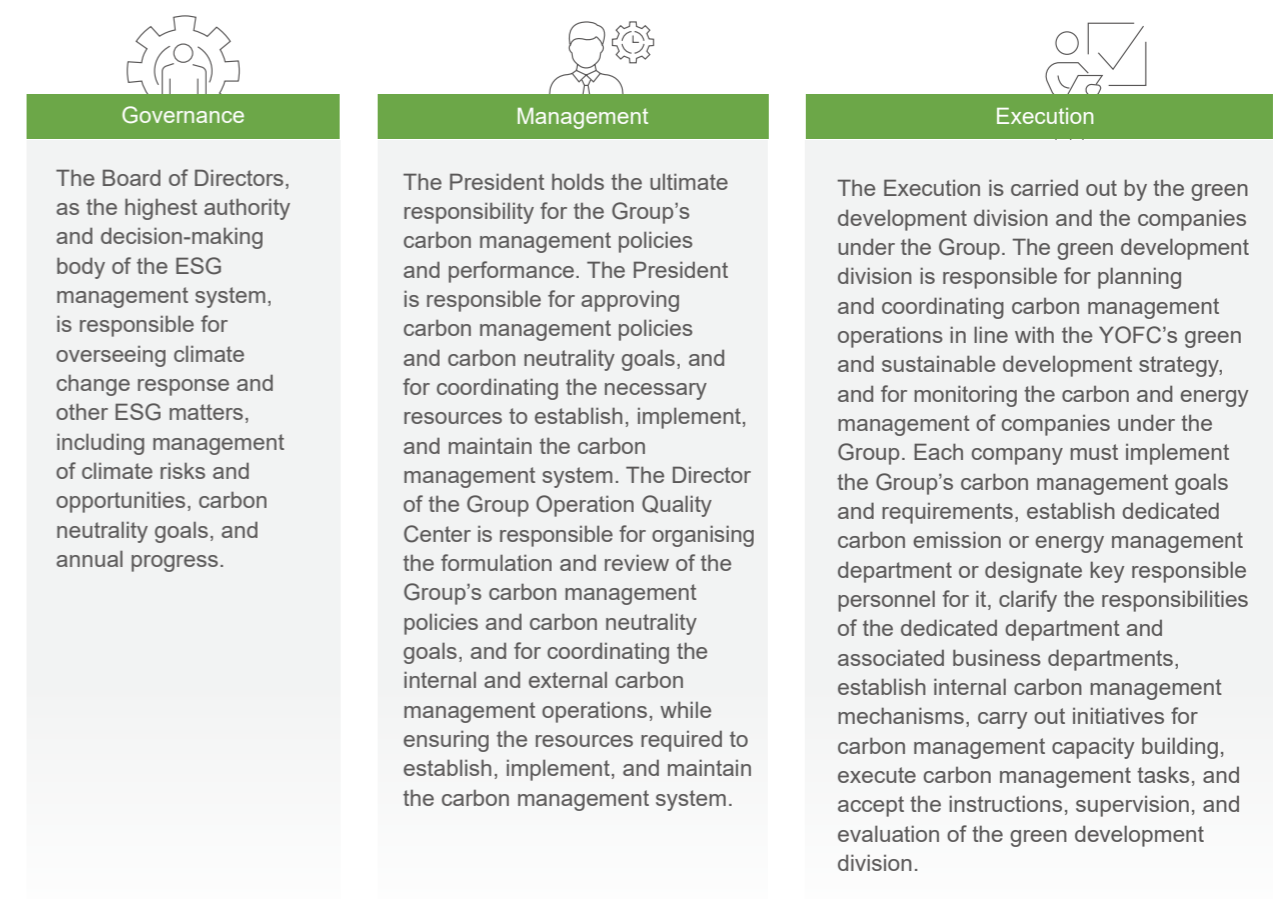 Governance
The Board of Directors,
as the highest authority
and decision-making
body of the ESG
management system,
is responsible for
overseeing climate
change response and
other ESG matters,
including management
of climate risks and
opportunities, carbon
neutrality goals, and
annual progress.
Management
The President holds the ultimate
responsibility for the Group’s
carbon management policies
and performance. The President
is responsible for approving
carbon management policies
and carbon neutrality goals, and
for coordinating the necessary
resources to establish, implement,
and maintain the carbon
management system. The Director
of the Group Operation Quality
Center is responsible for organising
the formulation and review of the
Group’s carbon management
policies and carbon neutrality
goals, and for coordinating the
internal and external carbon
management operations, while
ensuring the resources required to
establish, implement, and maintain
the carbon management system.
Execution
The Execution is carried out by the green
development division and the companies
under the Group. The green development
division is responsible for planning
and coordinating carbon management
operations in line with the YOFC’s green
and sustainable development strategy,
and for monitoring the carbon and energy
management of companies under the
Group. Each company must implement
the Group’s carbon management goals
and requirements, establish dedicated
carbon emission or energy management
department or designate key responsible
personnel for it, clarify the responsibilities
of the dedicated department and
associated business departments,
establish internal carbon management
mechanisms, carry out initiatives for
carbon management capacity building,
execute carbon management tasks, and
accept the instructions, supervision, and
evaluation of the green development
division.